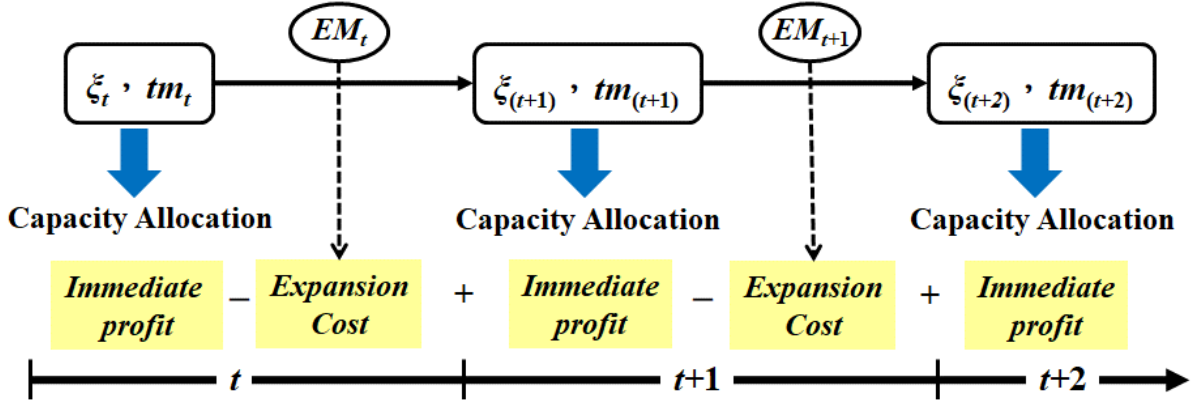 EMt EMt+1
ξt , tmt ξ(t+1) , tm(t+1) ξ(t+2) , tm(t+2)
Capacity Allocation Capacity Allocation Capacity Allocation
Immediate Expansion Immediate Expansion Immediate
– + – +
profit Cost profit Cost profit
t t+1 t+2